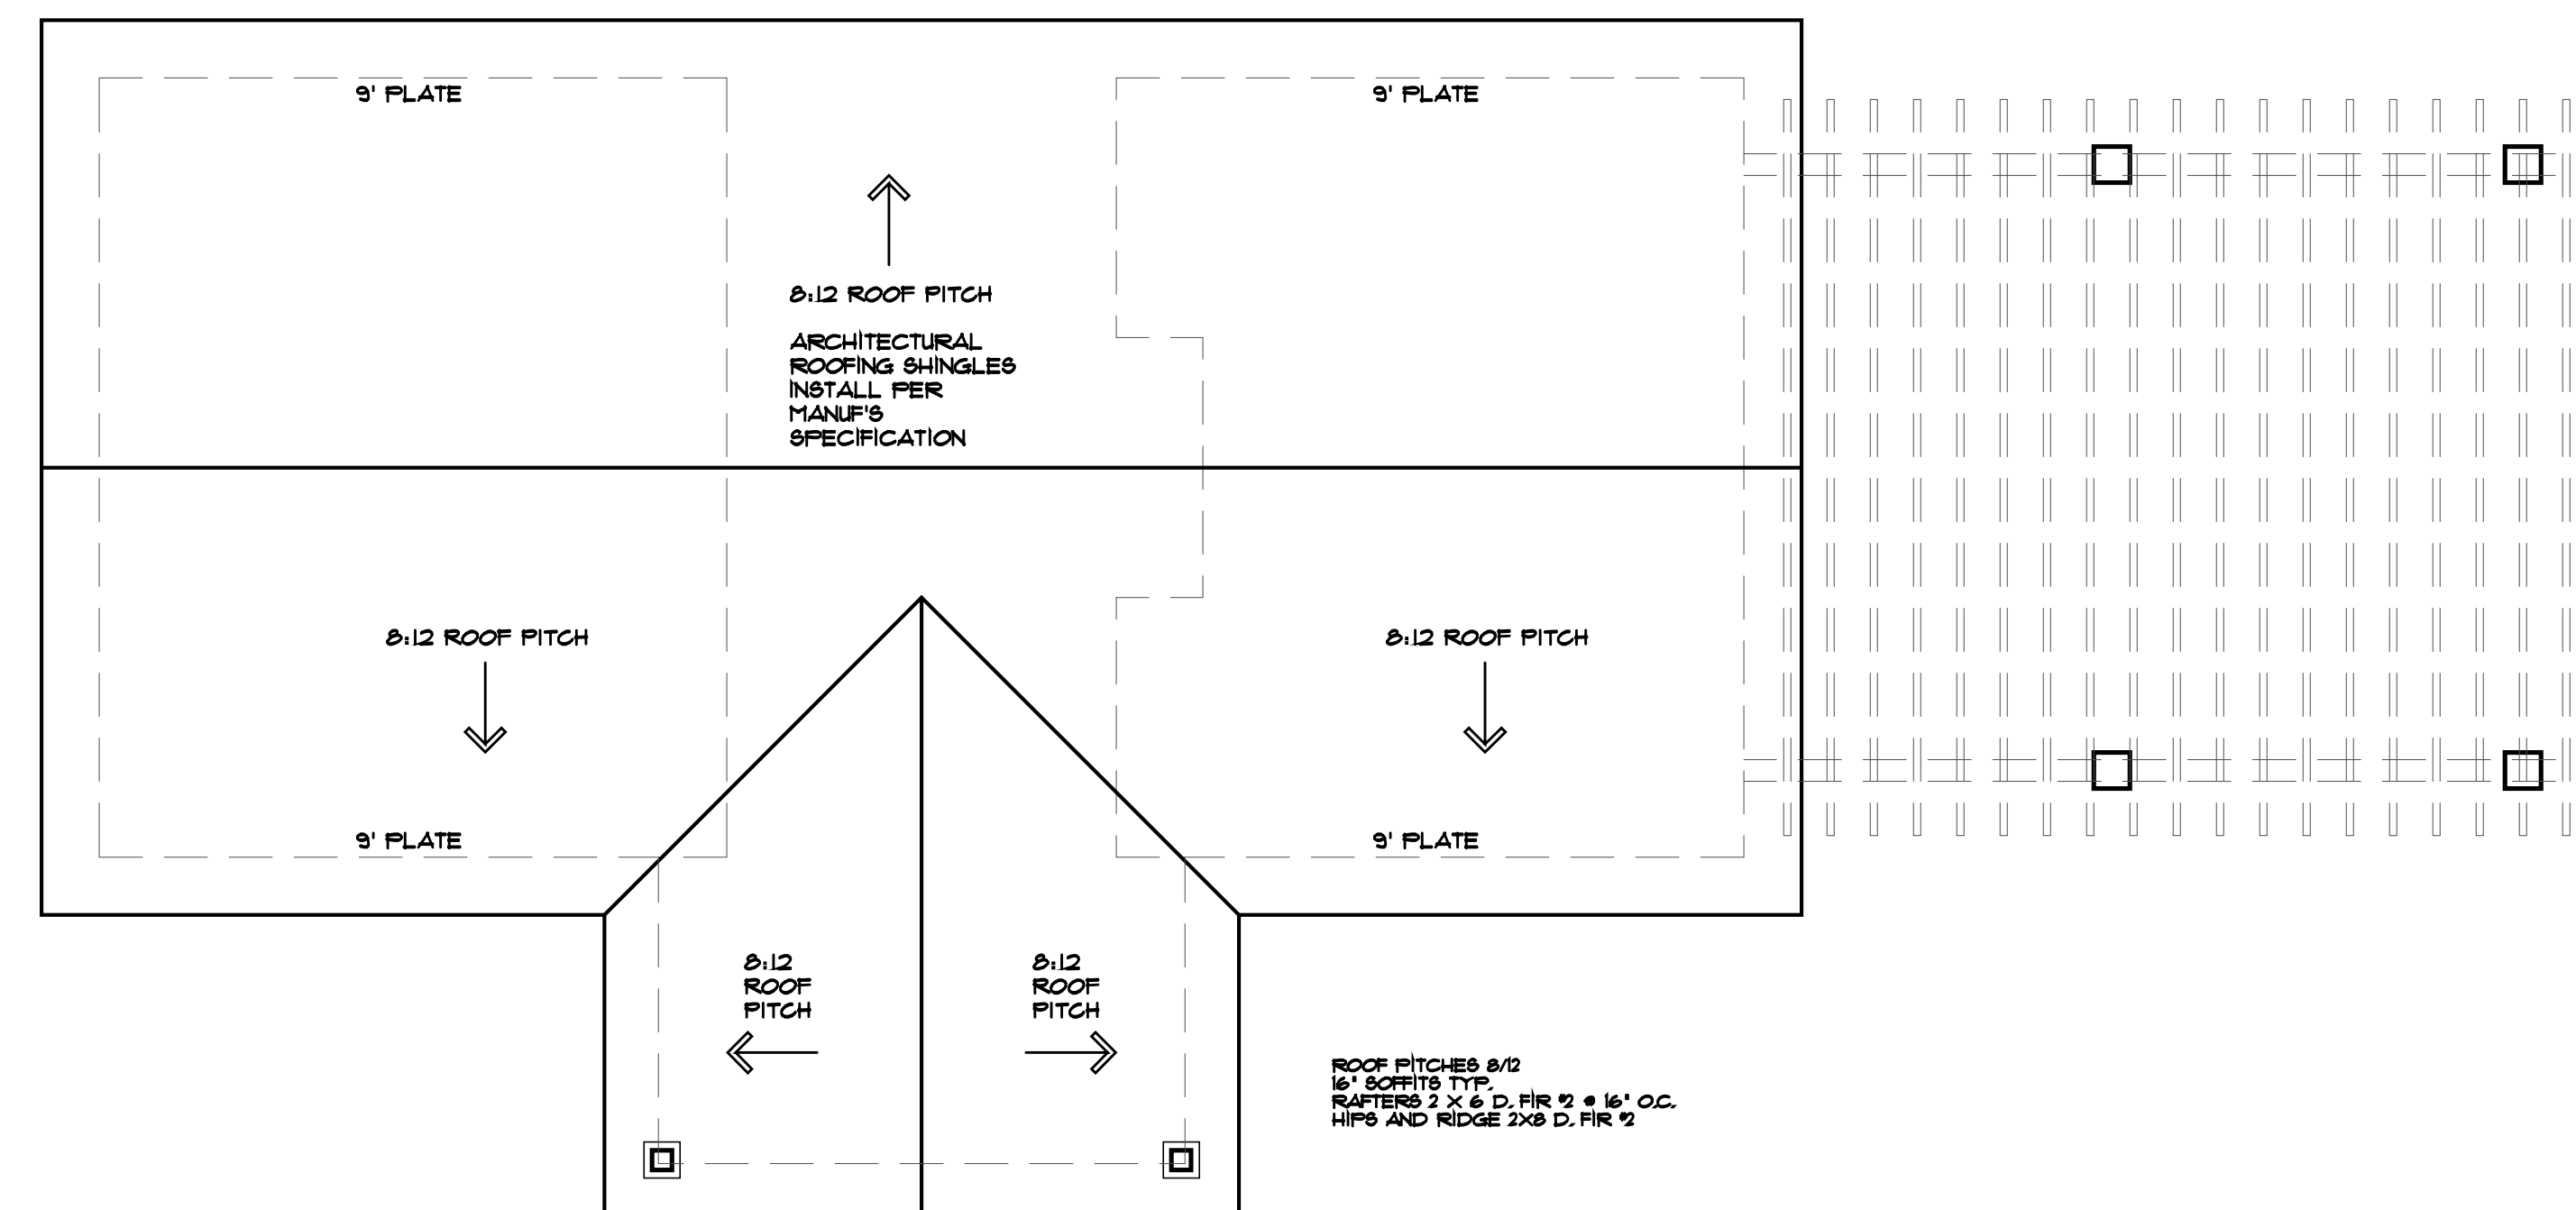 9' PLATE
9' PLATE
8:12 ROOF PITCH
ARCHITECTURAL
ROOFING SHINGLES
INSTALL PER
MANUF'S
SPECIFICATION
8:12 ROOF PITCH
8:12 ROOF PITCH
9' PLATE
9' PLATE
8:12
ROOF
PITCH
8:12
ROOF
PITCH
ROOF PITCHES 8/12
16" SOFFITS TYP.
RAFTERS 2 X 6 D. FIR #2 @ 16" O.C.
HIPS AND RIDGE 2X8 D. FIR #2